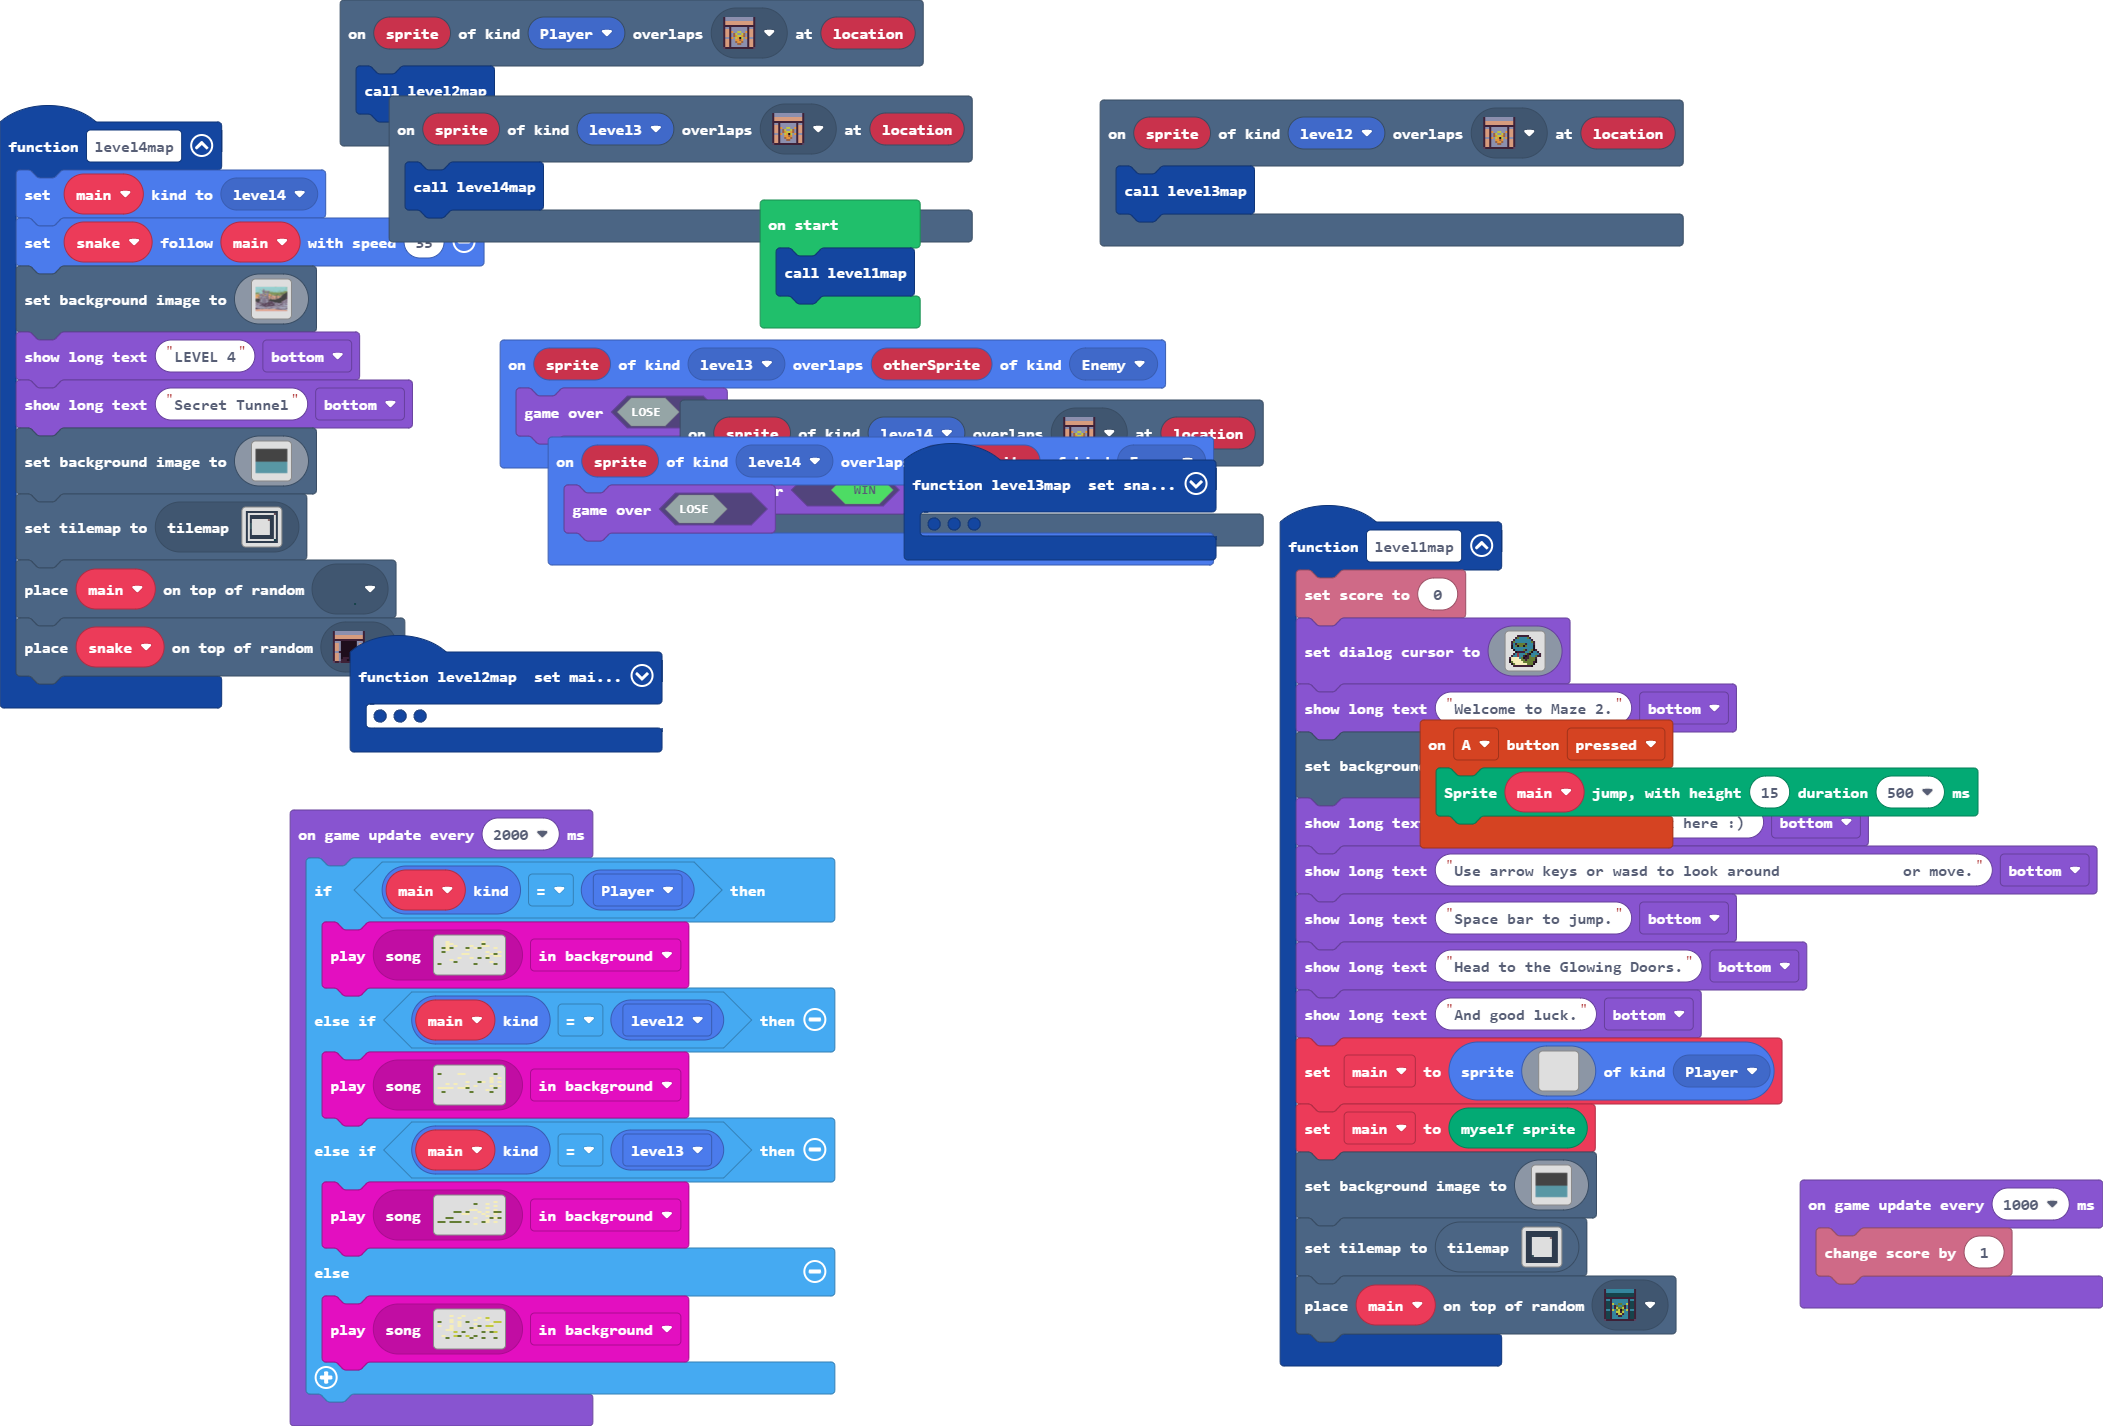 on sprite of kind Player overlaps at location
call level2map
on sprite of kind level3 overlaps at location
call level4map
on sprite of kind level2 overlaps at location
call level3map
function level4map
set main kind to level4
set snake follow main with speed
set background image to
show long text "LEVEL 4" bottom
show long text "Secret Tunnel" bottom
set background image to
set tilemap to tilemap
place main on top of random
place snake on top of random
on start
call level1map
on sprite of kind level3 overlaps otherSprite of kind Enemy
game over LOSE
on sprite of kind level4 overlaps at location
WIN
on sprite of kind level4
game over LOSE
function level3map set sna...
function level2map set mai...
function level1map
set score to 0
set dialog cursor to
show long text "Welcome to Maze 2." bottom
set
show long here :) bottom
show long text "Use arrow keys or wasd to look around or move." bottom
show long text "Space bar to jump." bottom
show long text "Head to the Glowing Doors." bottom
show long text "And good luck." bottom
set main to sprite of kind Player
set main to myself sprite
set background image to
set tilemap to tilemap
place main on top of random
on A button pressed
Sprite main jump, with height 15 duration 500 ms
on game update every 2000 ms
if main kind = Player then
play song in background
else if main kind = level2 then
play song in background
else if main kind = level3 then
play song in background
else
play song in background
on game update every 1000 ms
change score by 1